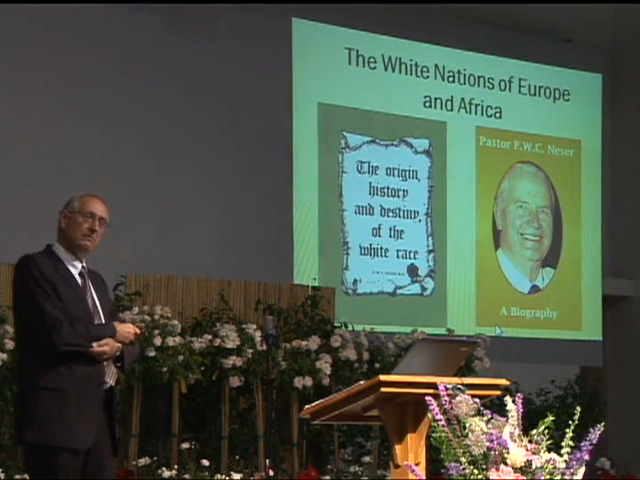 The White Nations of Europe
and Africa
The origin,
history
and destiny,
of the
white race
Pastor F.W.C. Neser
A Biography